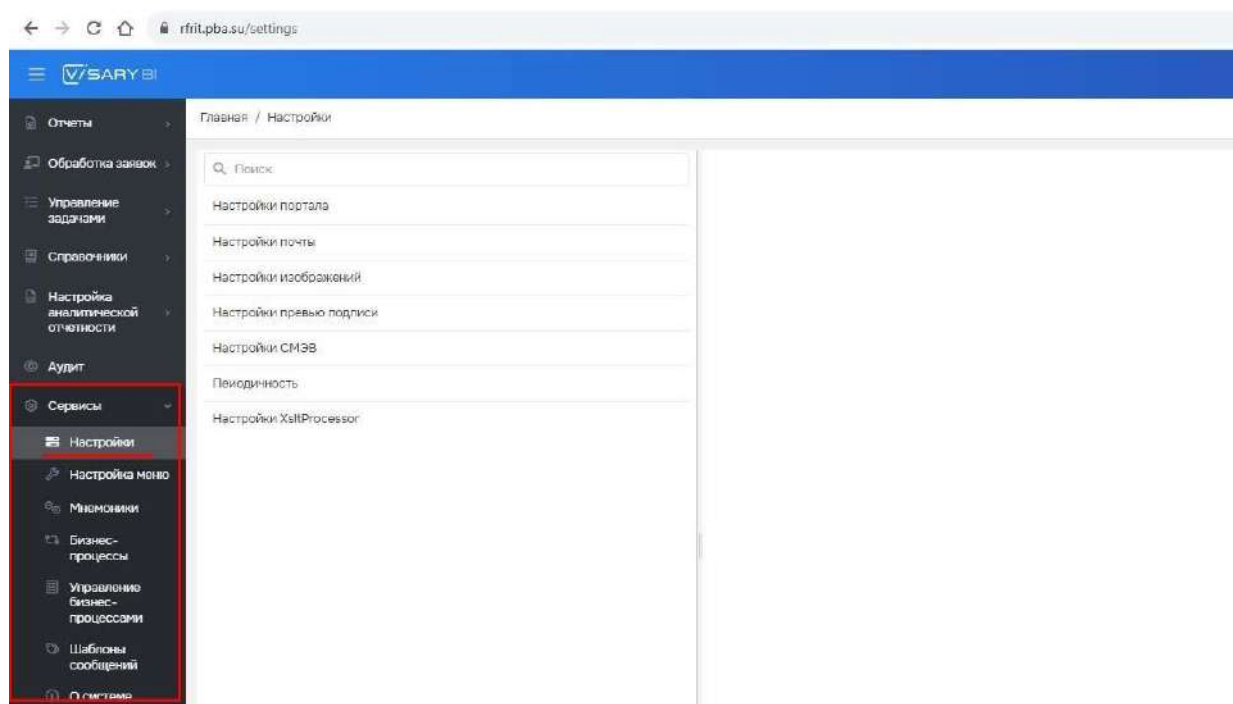 rfrit.pba.su/settings
VISARY BI
Отчеты
Главная / Настройки
Обработка заявок
Поиск
Управление
задачами
Настройки портала
Настройки почты
Справочники
Настройки изображений
Настройка
аналитической
отчетности
Настройки превью подписи
Настройки СМЭВ
Аудит
Пеиодичность
Сервисы
Настройки XsltProcessor
Настройки
Настройка меню
Мнемоники
Бизнес-
процессы
Управление
бизнес-
процессами
Шаблоны
сообщений
О системе